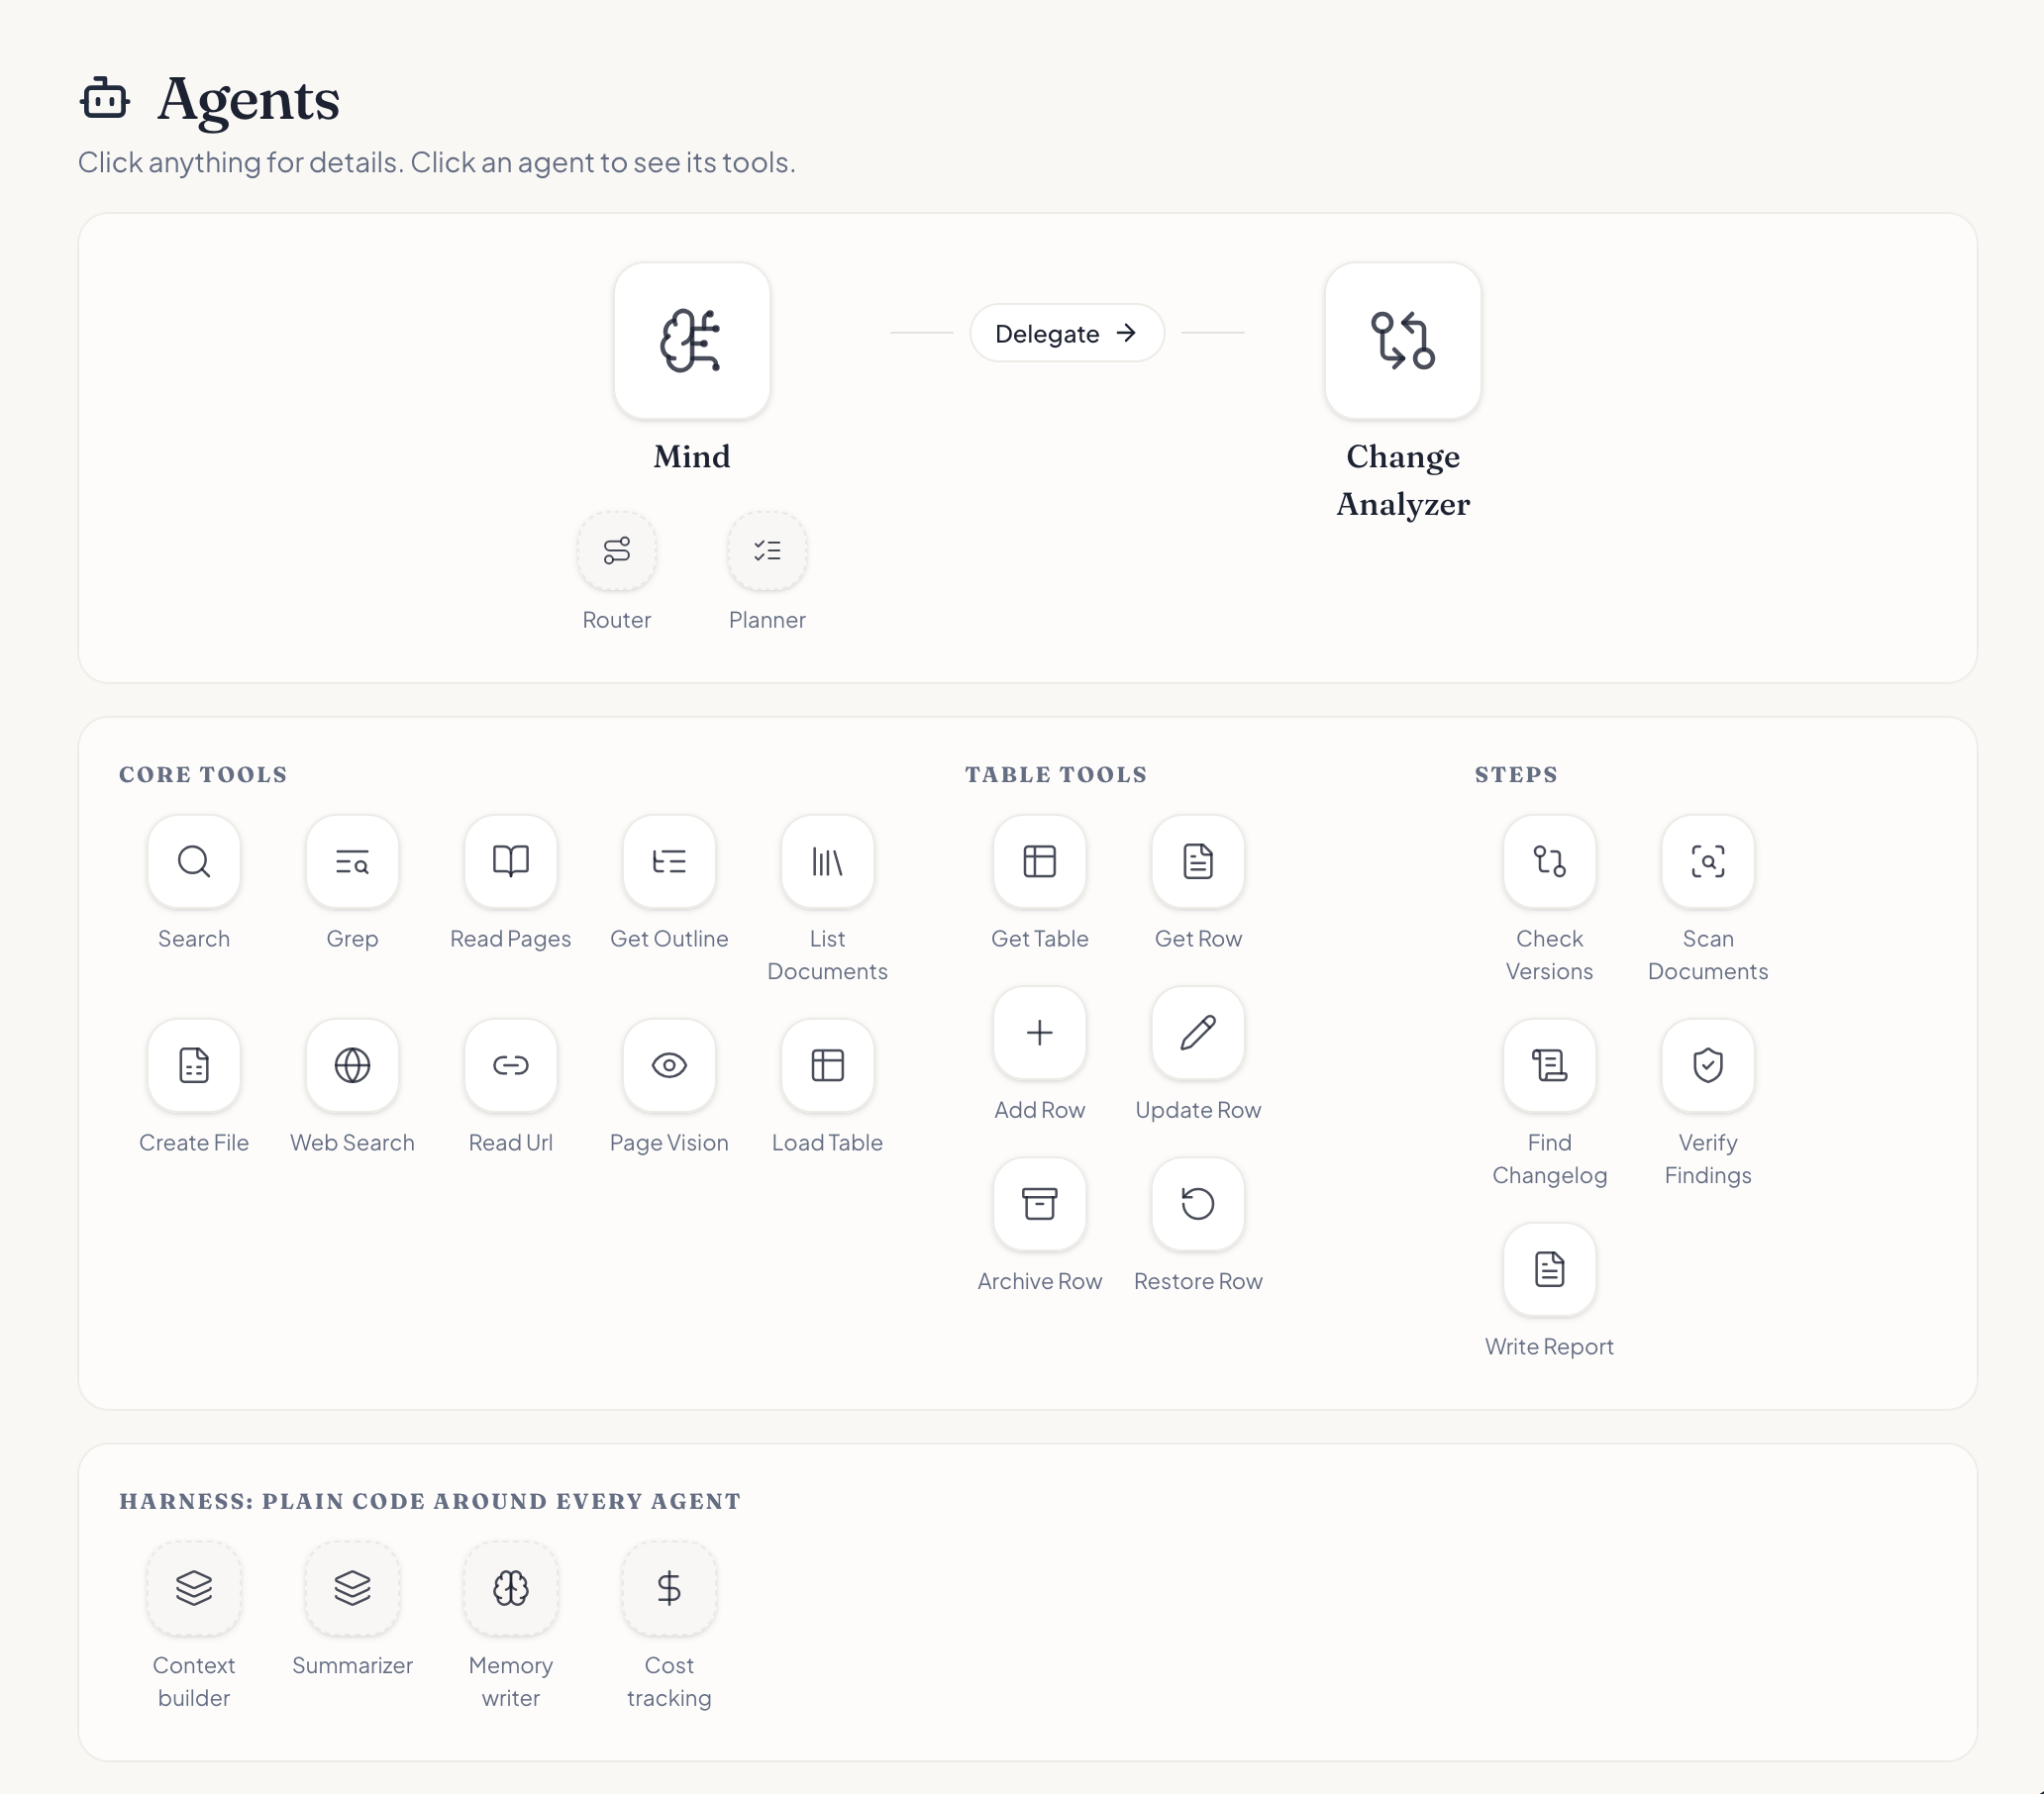 Agents
Click anything for details. Click an agent to see its tools.
Delegate
Mind
Change
Analyzer
Router
Planner
CORE TOOLS
Search
Grep
Read Pages
Get Outline
List
Documents
Create File
Web Search
Read Url
Page Vision
Load Table
TABLE TOOLS
Get Table
Get Row
Add Row
Update Row
Archive Row
Restore Row
STEPS
Check
Versions
Scan
Documents
Find
Changelog
Verify
Findings
Write Report
HARNESS: PLAIN CODE AROUND EVERY AGENT
Context
builder
Summarizer
Memory
writer
Cost
tracking